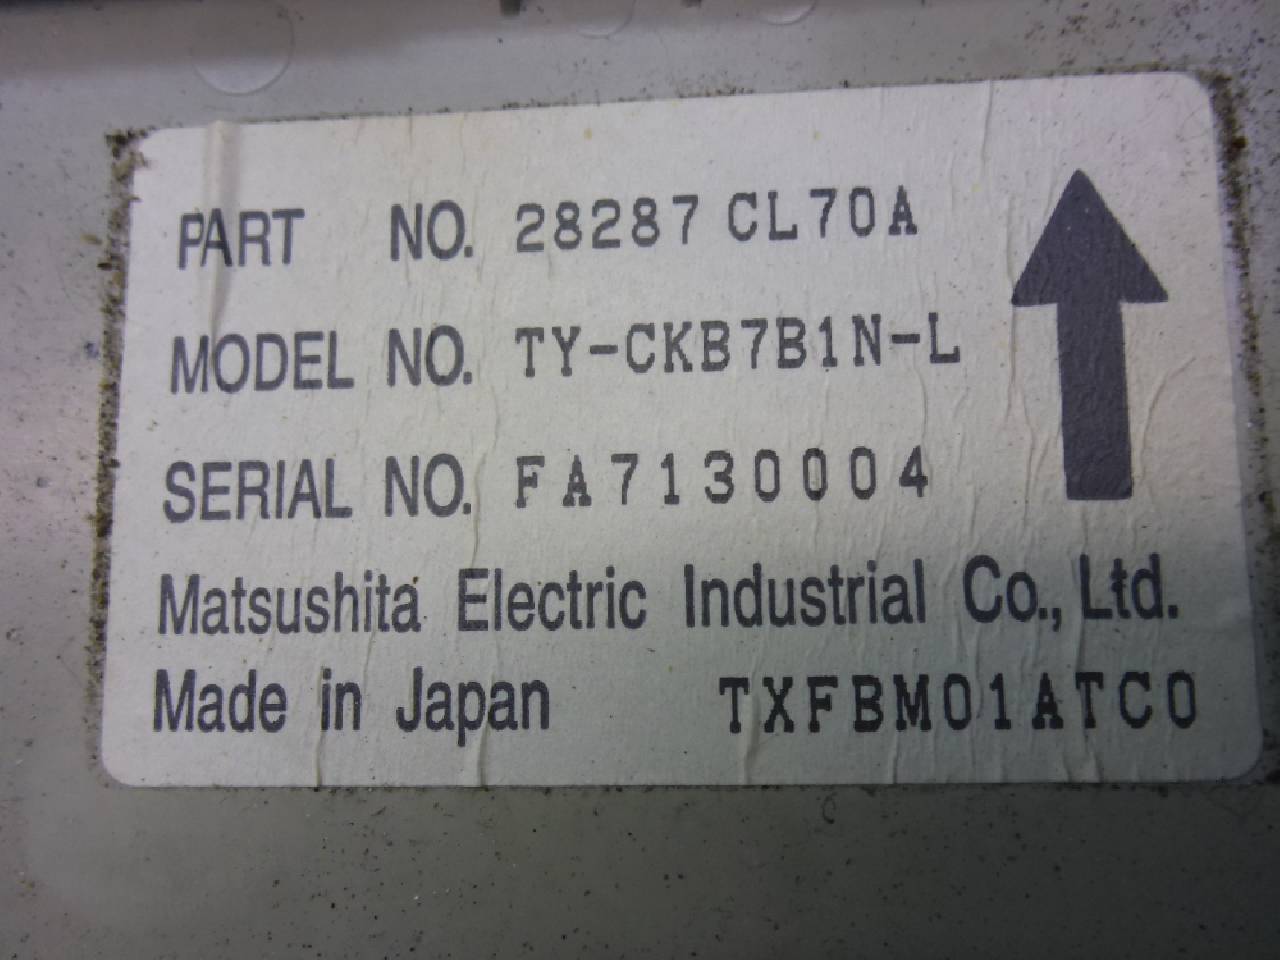 PART NO. 28287 CL70A
MODEL NO. TY-CKB7B1N-L
SERIAL NO. FA7130004
Matsushita Electric Industrial Co., Ltd.
Made in Japan TXFBM01ATC0